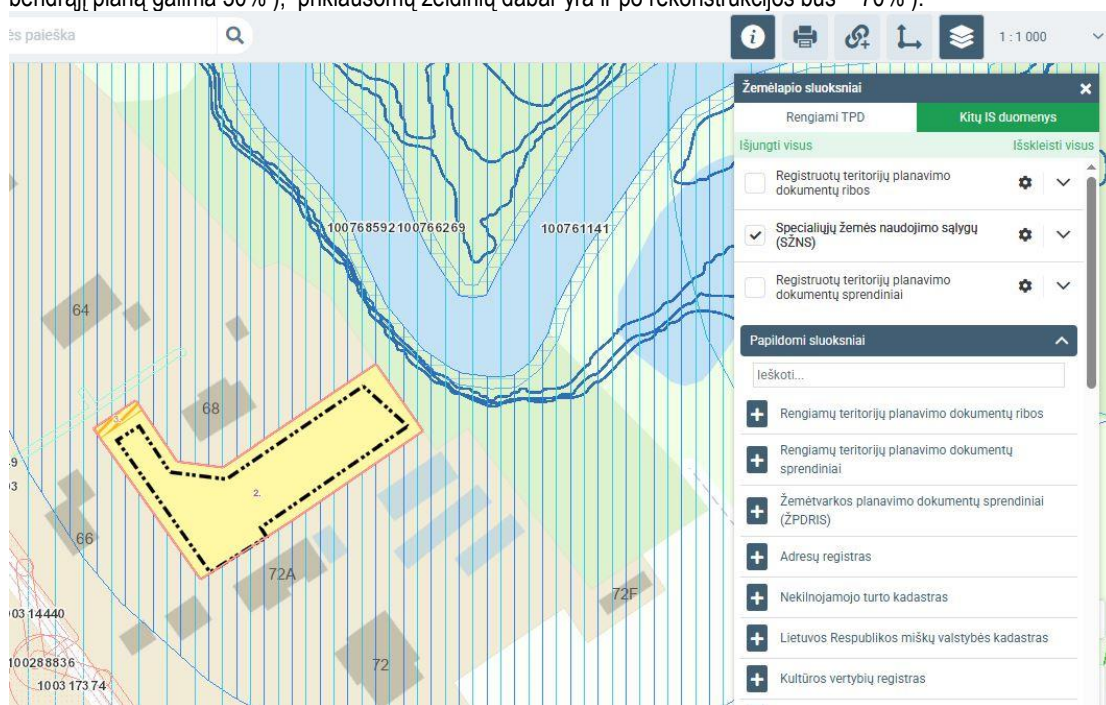 bendrąjį planą galima 50% ), priklausomų želdinių dabar yra ir po rekonstrukcijos bus ~ 70% ).
ės paieška
1 : 1 000
Žemėlapio sluoksniai
Rengiami TPD
Kitų IS duomenys
Išjungti visus
Išskleisti visus
Registruotų teritorijų planavimo
dokumentų ribos
Specialiųjų žemės naudojimo sąlygų
(SŽNS)
Registruotų teritorijų planavimo
dokumentų sprendiniai
Papildomi sluoksniai
Ieškoti...
Rengiamų teritorijų planavimo dokumentų ribos
Rengiamų teritorijų planavimo dokumentų
sprendiniai
Žemėtvarkos planavimo dokumentų sprendiniai
(ŽPDRIS)
Adresų registras
Nekilnojamojo turto kadastras
Lietuvos Respublikos miškų valstybės kadastras
Kultūros vertybių registras
100768592100766269
100761141
64
68
3.
2.
66
72A
72F
72
003 14440
100288836
1003 17374